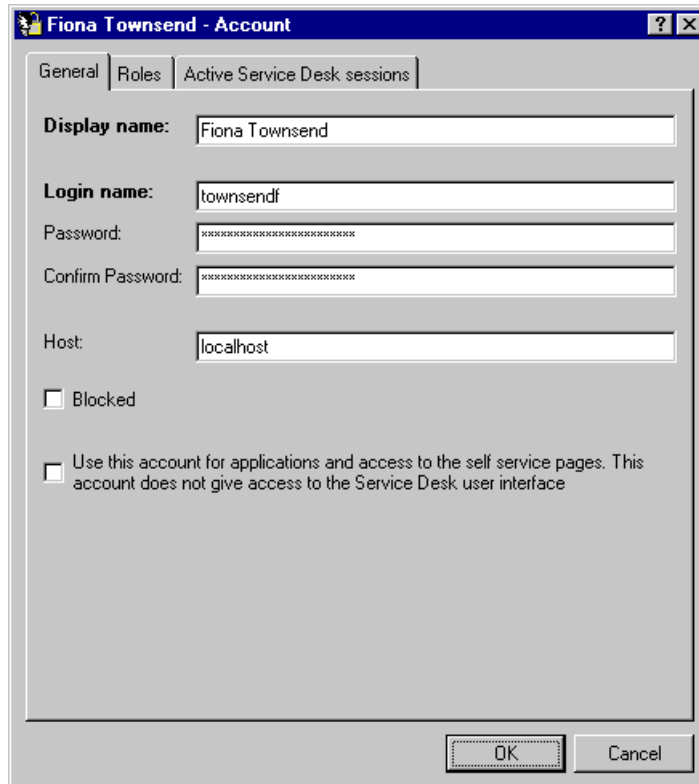 Fiona Townsend - Account
General Roles Active Service Desk sessions
Display name: Fiona Townsend
Login name: townsendf
Password: ************************
Confirm Password: ************************
Host: localhost
Blocked
Use this account for applications and access to the self service pages. This
account does not give access to the Service Desk user interface
OK Cancel